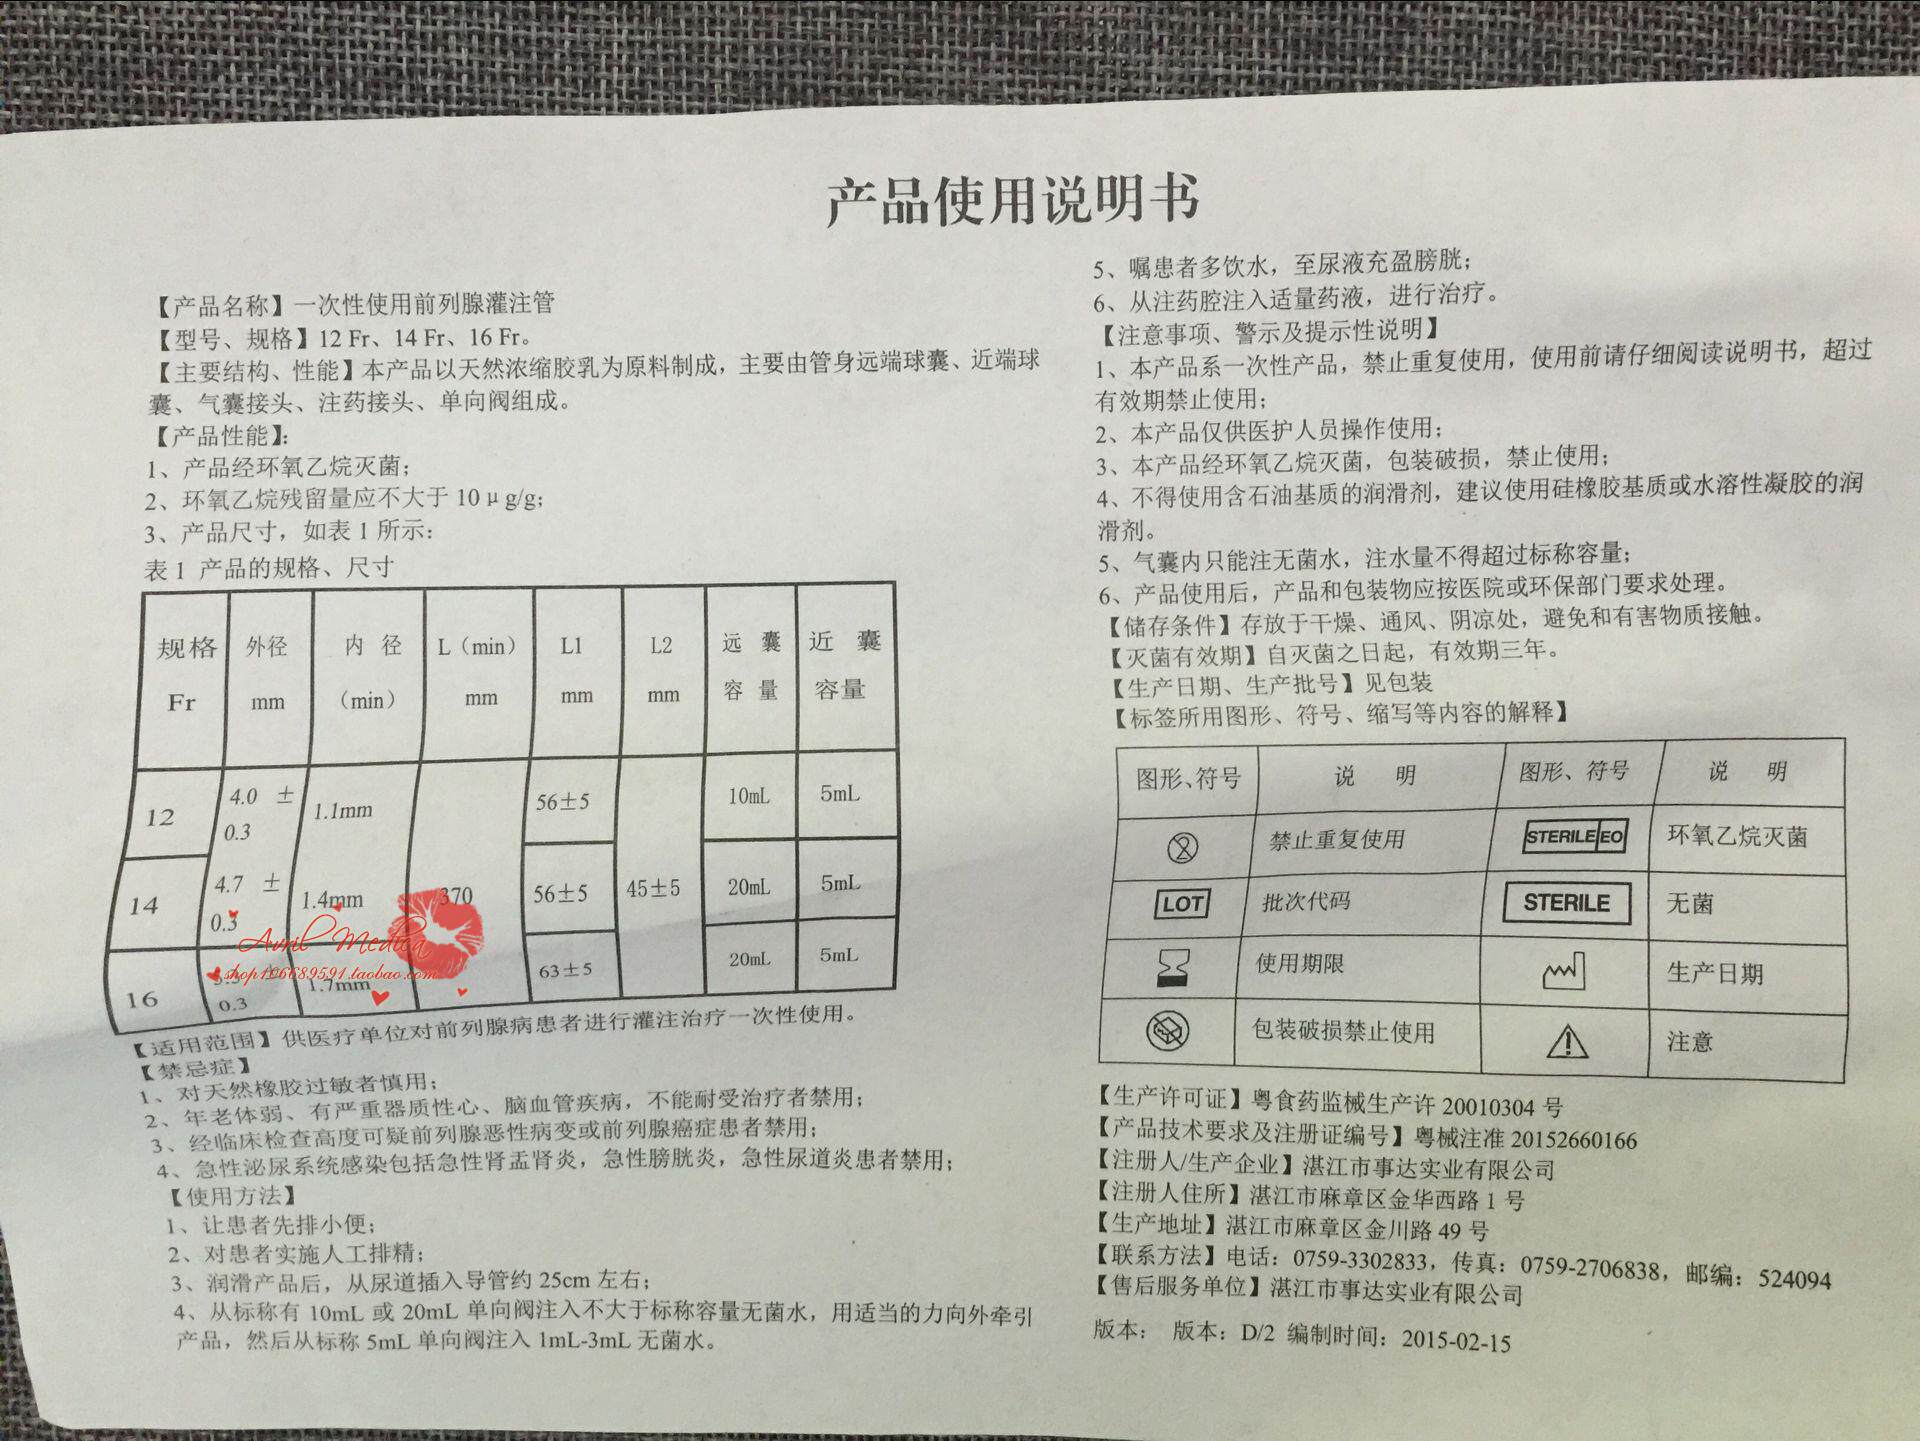 产品使用说明书
【产品名称】一次性使用前列腺灌注管
【型号、规格】12 Fr、14 Fr、16 Fr。
【主要结构、性能】本产品以天然浓缩胶乳为原料制成，主要由管身远端球囊、近端球
囊、气囊接头、注药接头、单向阀组成。
【产品性能】:
1、产品经环氧乙烷灭菌；
2、环氧乙烷残留量应不大于 10μg/g；
3、产品尺寸，如表 1 所示：
表 1 产品的规格、尺寸
规格 外径 内 径 L（min） L1 L2 远 囊 近 囊
Fr mm （min） mm mm mm 容 量 容量
12 4.0 ± 0.3 1.1mm 56±5 10mL 5mL
14 4.7 ± 0.3 1.4mm 370 56±5 45±5 20mL 5mL
16 0.3 1.7mm 63±5 20mL 5mL
Avril Medica
shop106689591.taobao.com
【适用范围】供医疗单位对前列腺病患者进行灌注治疗一次性使用。
【禁忌症】
1、对天然橡胶过敏者慎用；
2、年老体弱、有严重器质性心、脑血管疾病，不能耐受治疗者禁用；
3、经临床检查高度可疑前列腺恶性病变或前列腺癌症患者禁用；
4、急性泌尿系统感染包括急性肾盂肾炎，急性膀胱炎，急性尿道炎患者禁用；
【使用方法】
1、让患者先排小便；
2、对患者实施人工排精；
3、润滑产品后，从尿道插入导管约 25cm 左右；
4、从标称有 10mL 或 20mL 单向阀注入不大于标称容量无菌水，用适当的力向外牵引
产品，然后从标称 5mL 单向阀注入 1mL-3mL 无菌水。
5、嘱患者多饮水，至尿液充盈膀胱；
6、从注药腔注入适量药液，进行治疗。
【注意事项、警示及提示性说明】
1、本产品系一次性产品，禁止重复使用，使用前请仔细阅读说明书，超过
有效期禁止使用；
2、本产品仅供医护人员操作使用；
3、本产品经环氧乙烷灭菌，包装破损，禁止使用；
4、不得使用含石油基质的润滑剂，建议使用硅橡胶基质或水溶性凝胶的润
滑剂。
5、气囊内只能注无菌水，注水量不得超过标称容量；
6、产品使用后，产品和包装物应按医院或环保部门要求处理。
【储存条件】存放于干燥、通风、阴凉处，避免和有害物质接触。
【灭菌有效期】自灭菌之日起，有效期三年。
【生产日期、生产批号】见包装
【标签所用图形、符号、缩写等内容的解释】
图形、符号 说 明 图形、符号 说 明
2 禁止重复使用 STERILE EO 环氧乙烷灭菌
LOT 批次代码 STERILE 无菌
使用期限 生产日期
包装破损禁止使用 注意
【生产许可证】粤食药监械生产许 20010304 号
【产品技术要求及注册证编号】粤械注准 20152660166
【注册人/生产企业】湛江市事达实业有限公司
【注册人住所】湛江市麻章区金华西路 1 号
【生产地址】湛江市麻章区金川路 49 号
【联系方法】电话：0759-3302833，传真：0759-2706838，邮编：524094
【售后服务单位】湛江市事达实业有限公司
版本： 版本：D/2 编制时间：2015-02-15